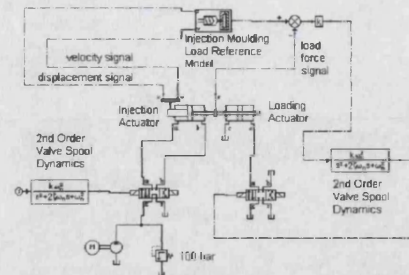 Injection Moulding
Load Reference
Model
velocity signal
displacement signal
load
force
signal
k
Injection
Actuator
Loading
Actuator
2nd Order
Valve Spool
Dynamics
2nd Order
Valve Spool
Dynamics
M
100 bar